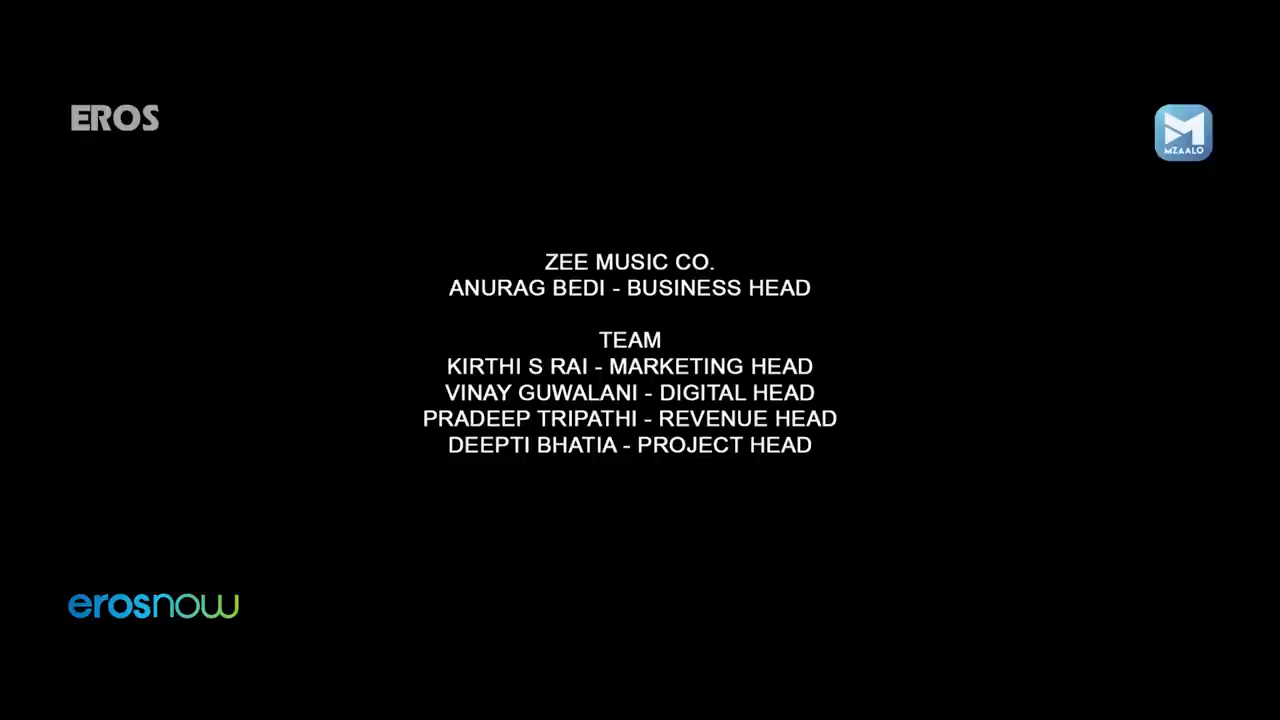 EROS
MZAALO
ZEE MUSIC CO.
ANURAG BEDI - BUSINESS HEAD
TEAM
KIRTHI S RAI - MARKETING HEAD
VINAY GUWALANI - DIGITAL HEAD
PRADEEP TRIPATHI - REVENUE HEAD
DEEPTI BHATIA - PROJECT HEAD
erosnow